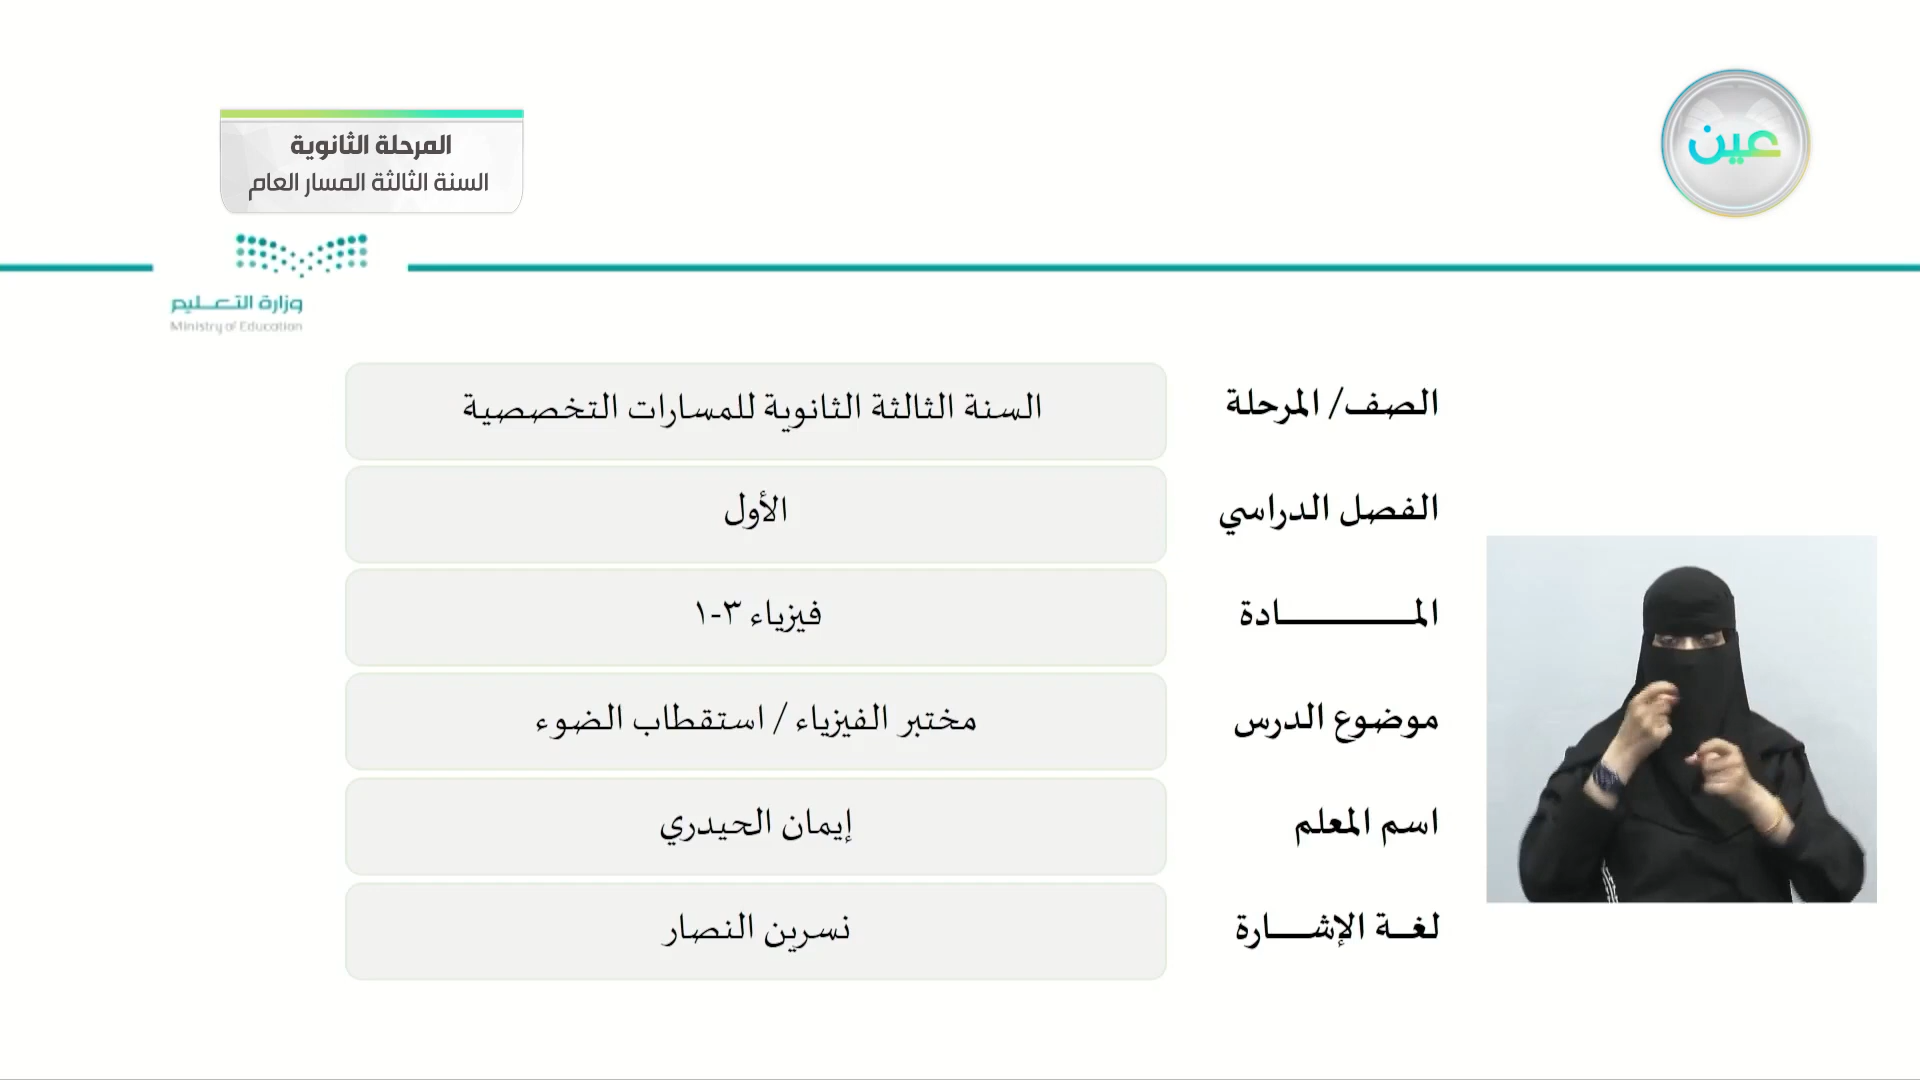 المرحلة الثانوية
السنة الثالثة المسار العام
عين
وزارة التعليم
Ministry of Education
الصف/ المرحلة
السنة الثالثة الثانوية للمسارات التخصصية
الفصل الدراسي
الأول
المـــــــــــادة
فيزياء ٣-١
موضوع الدرس
مختبر الفيزياء / استقطاب الضوء
اسم المعلم
إيمان الحيدري
لغـة الإشـــارة
نسرين النصار